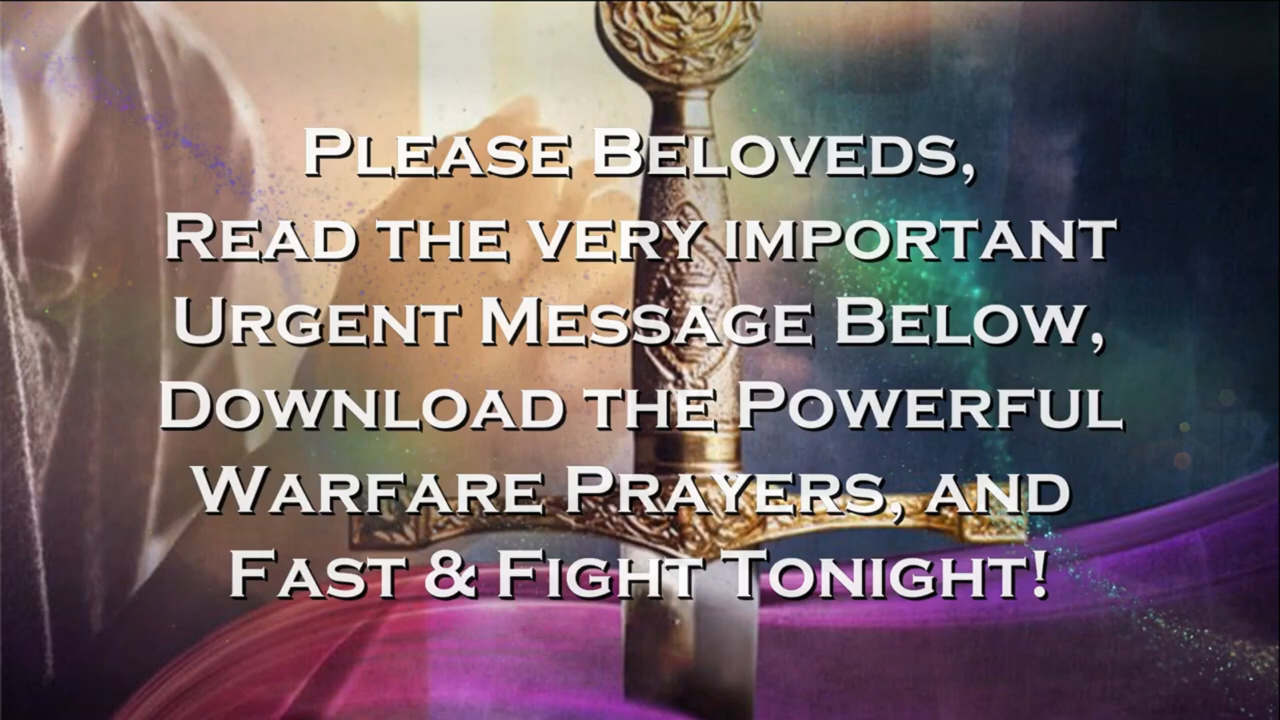 Please Beloveds,
Read the very important
Urgent Message Below,
Download the Powerful
Warfare Prayers, and
Fast & Fight Tonight!